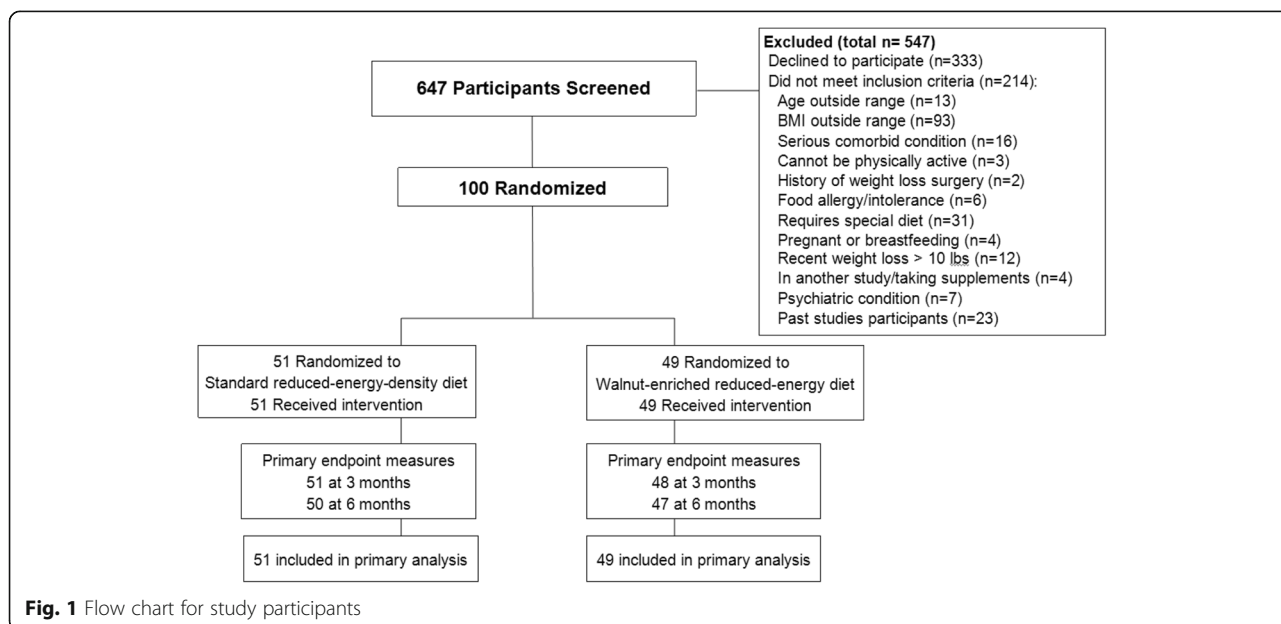 647 Participants Screened
Excluded (total n= 547)
Declined to participate (n=333)
Did not meet inclusion criteria (n=214):
Age outside range (n=13)
BMI outside range (n=93)
Serious comorbid condition (n=16)
Cannot be physically active (n=3)
History of weight loss surgery (n=2)
Food allergy/intolerance (n=6)
Requires special diet (n=31)
Pregnant or breastfeeding (n=4)
Recent weight loss > 10 lbs (n=12)
In another study/taking supplements (n=4)
Psychiatric condition (n=7)
Past studies participants (n=23)
100 Randomized
51 Randomized to
Standard reduced-energy-density diet
51 Received intervention
49 Randomized to
Walnut-enriched reduced-energy diet
49 Received intervention
Primary endpoint measures
51 at 3 months
50 at 6 months
Primary endpoint measures
48 at 3 months
47 at 6 months
51 included in primary analysis
49 included in primary analysis
Fig. 1 Flow chart for study participants